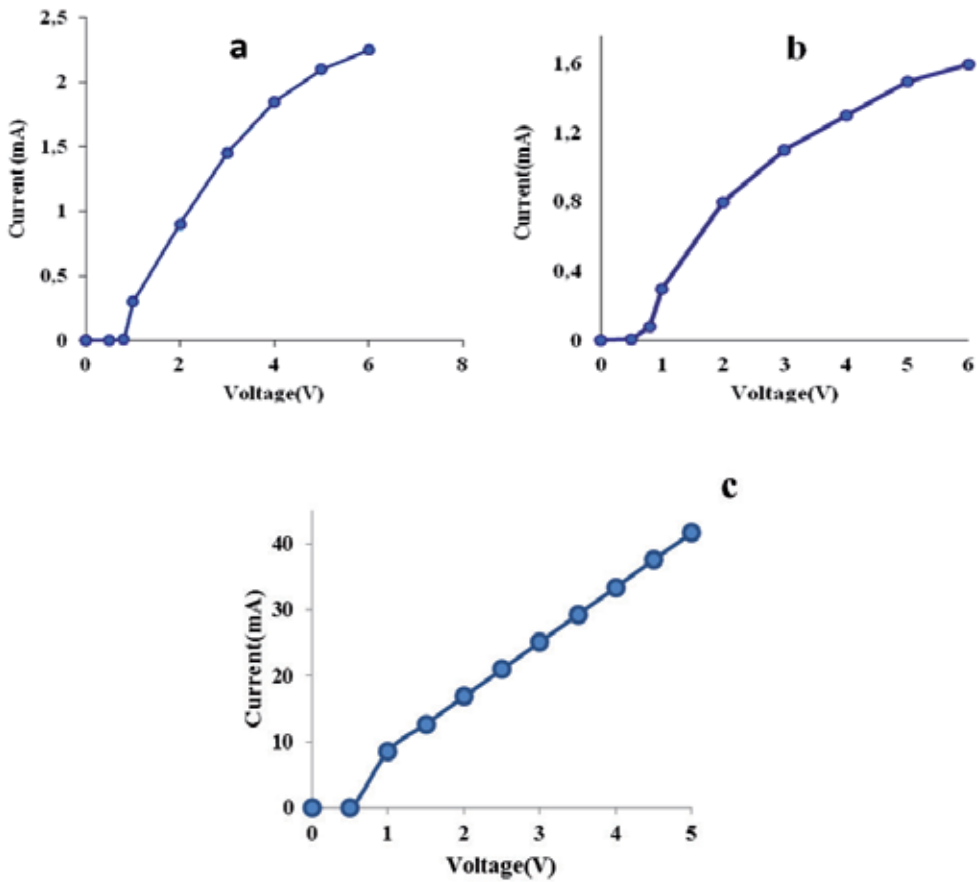 a
2,5
2
1,5
1
0,5
0
Current (mA)
0 2 4 6 8
Voltage(V)
b
1,6
1,2
0,8
0,4
0
Current(mA)
0 1 2 3 4 5 6
Voltage(V)
c
40
30
20
10
0
Current(mA)
0 1 2 3 4 5
Voltage(V)